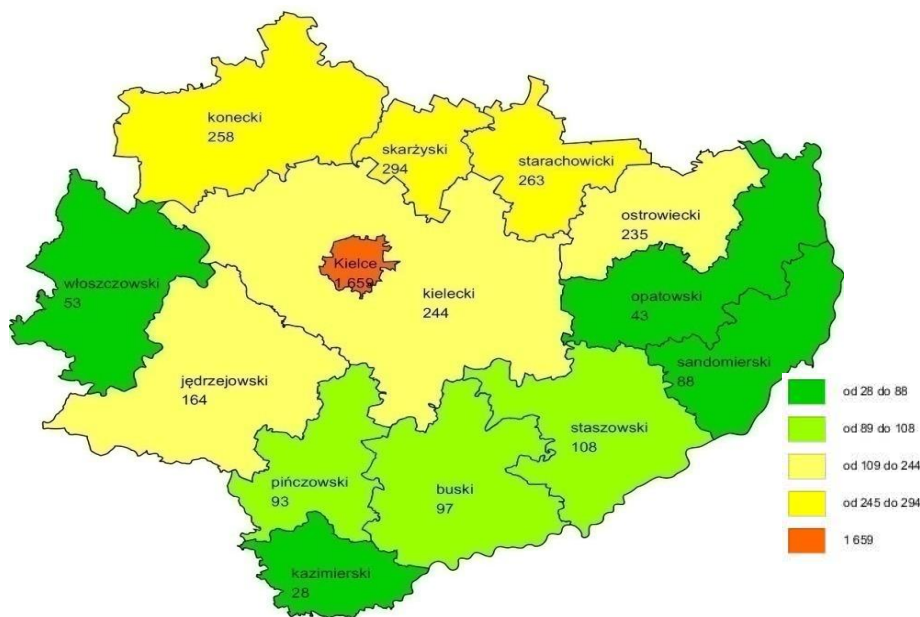 konecki
258
skarżyski
294
starachowicki
263
ostrowiecki
235
Kielce
1 659
włoszczowski
53
kielecki
244
opatowski
43
sandomierski
88
jędrzejowski
164
staszowski
108
pińczowski
93
buski
97
kazimierski
28
od 28 do 88
od 89 do 108
od 109 do 244
od 245 do 294
1 659